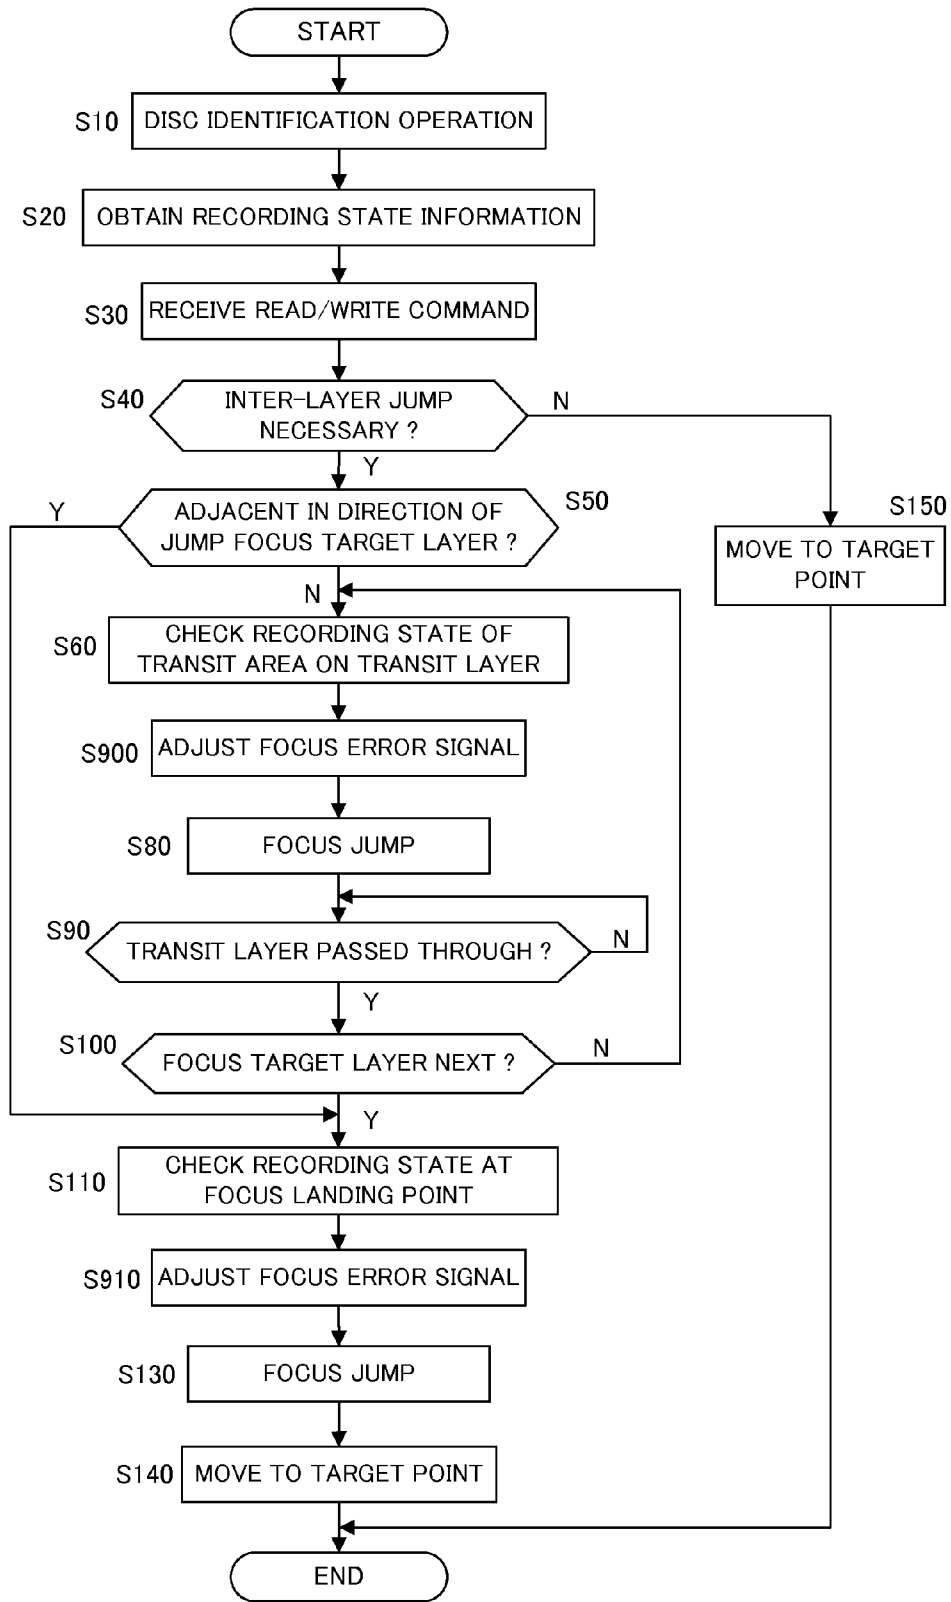 START
S10
DISC IDENTIFICATION OPERATION
S20
OBTAIN RECORDING STATE INFORMATION
S30
RECEIVE READ/WRITE COMMAND
S40
INTER-LAYER JUMP
NECESSARY ?
N
Y
S50
ADJACENT IN DIRECTION OF
JUMP FOCUS TARGET LAYER ?
Y
N
S150
MOVE TO TARGET
POINT
S60
CHECK RECORDING STATE OF
TRANSIT AREA ON TRANSIT LAYER
S900
ADJUST FOCUS ERROR SIGNAL
S80
FOCUS JUMP
S90
TRANSIT LAYER PASSED THROUGH ?
N
Y
S100
FOCUS TARGET LAYER NEXT ?
N
Y
S110
CHECK RECORDING STATE AT
FOCUS LANDING POINT
S910
ADJUST FOCUS ERROR SIGNAL
S130
FOCUS JUMP
S140
MOVE TO TARGET POINT
END